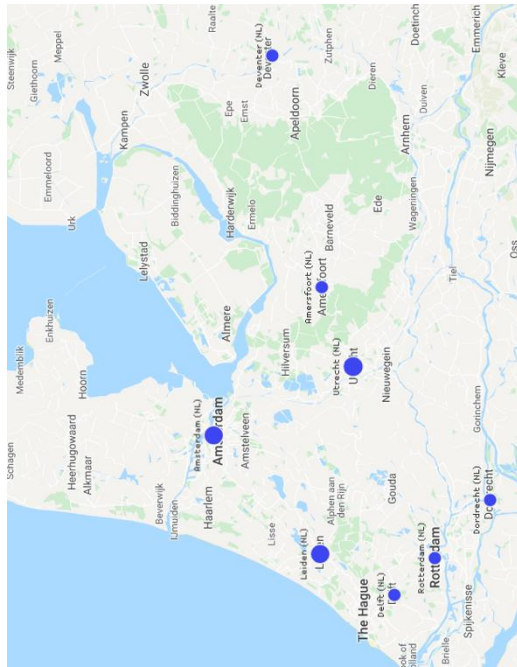 Steenwijk
Giethoorn
Meppel
Raalte
Zwolle
Kampen
Emmeloord
Urk
Deventer (NL)
Deventer
Zutphen
Doetinch
Emmerich
Kleve
Dieren
Duiven
Epe
Emst
Apeldoorn
Arnhem
Nijmegen
Biddinghuizen
Harderwijk
Ermelo
Lelystad
Barneveld
Ede
Wageningen
Oss
Tiel
Enkhuizen
Medemblik
Hoorn
Almere
Amersfoort (NL)
Hilversum
Utrecht (NL)
Nieuwegein
Gorinchem
Schagen
Heerhugowaard
Alkmaar
Amsterdam (NL)
Amsterdam
Amstelveen
Beverwijk
IJmuiden
Haarlem
Lisse
Leiden (NL)
Alphen aan
den Rijn
Gouda
Dordrecht (NL)
The Hague
Delft (NL)
Rotterdam (NL)
Rotterdam
Spijkenisse
Brielle